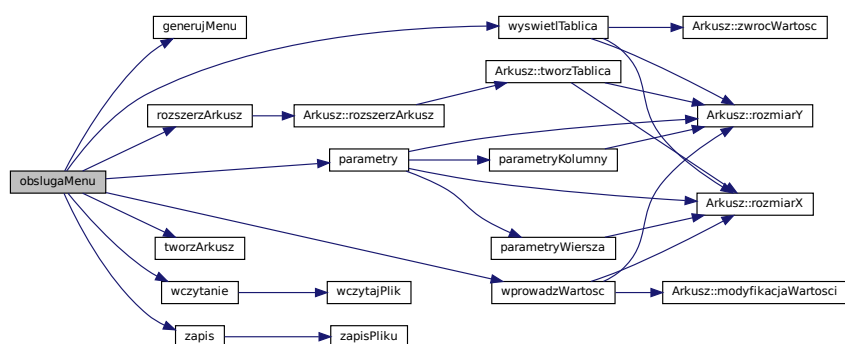 generujMenu
wyswietlTablica
Arkusz::zwrocWartosc
Arkusz::tworzTablica
rozszerzArkusz
Arkusz::rozszerzArkusz
Arkusz::rozmiarY
parametry
parametryKolumny
obslugaMenu
Arkusz::rozmiarX
tworzArkusz
parametryWiersza
wczytanie
wczytajPlik
wprowadzWartosc
Arkusz::modyfikacjaWartosci
zapis
zapisPliku